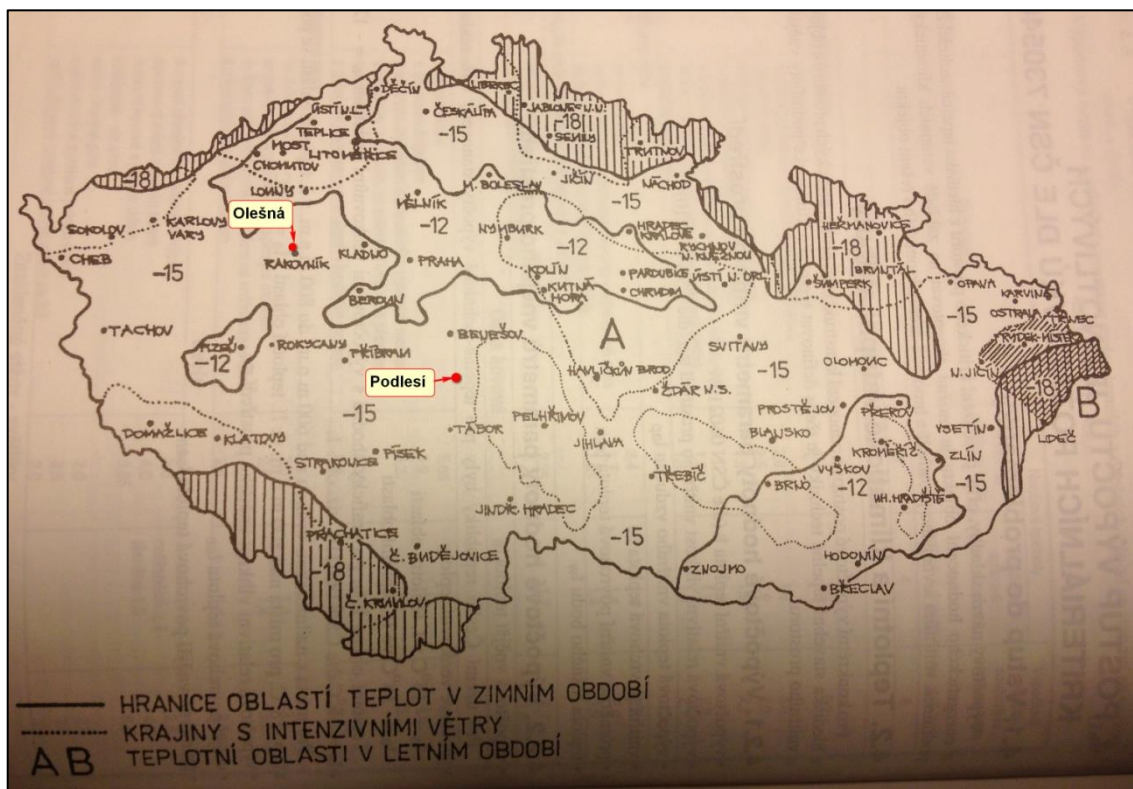 DĚČÍN
LIBEREC
ÚSTÍ N.L.
ČESKÁ LÍPA
JABLONEC N.N.
-18
TEPLICE
-15
SEMILY
MOST
LITOMĚŘICE
TRUTNOV
CHOMUTOV
-18
LOUNY
M. BOLESLAV
JIČÍN
NÁCHOD
MĚLNÍK
-15
Olešná
KARLOVY
VARY
-12
NYMBURK
HRADEC
KRÁLOVÉ
HEŘMANOVICE
SOKOLOV
-12
RYCHNOV
N. KNĚŽNOU
-18
CHEB
RAKOVNÍK
KLADNO
PRAHA
-15
KOLÍN
PARDUBICE
ÚSTÍ N. ORL.
BRUNTÁL
KUTNÁ
HORA
CHRUDIM
ŠUMPERK
OPAVA
KARVINÁ
BEROUN
OSTRAVA
-15
TACHOV
BENEŠOV
A
FRÝDEK-MÍSTEK
PLZEŇ
ROKYCANY
SVITAVY
-12
PŘÍBRAM
OLOMOUC
N. JIČÍN
Podlesí
HAVLÍČKŮV BROD
-15
-18
ŽĎÁR N.S.
B
-15
PROSTĚJOV
PŘEROV
PELHŘIMOV
DOMAŽLICE
KLATOVY
TÁBOR
JIHLAVA
BLANSKO
VSETÍN
LIDEČ
KROMĚŘÍŽ
PÍSEK
VYŠKOV
ZLÍN
STRAKONICE
TŘEBÍČ
BRNO
-12
-15
JINDŘ. HRADEC
UH. HRADIŠTĚ
PRACHATICE
Č. BUDĚJOVICE
-15
HODONÍN
-18
ZNOJMO
Č. KRUMLOV
BŘECLAV
HRANICE OBLASTÍ TEPLOT V ZIMNÍM OBDOBÍ
KRAJINY S INTENZIVNÍMI VĚTRY
A B TEPLOTNÍ OBLASTI V LETNÍM OBDOBÍ